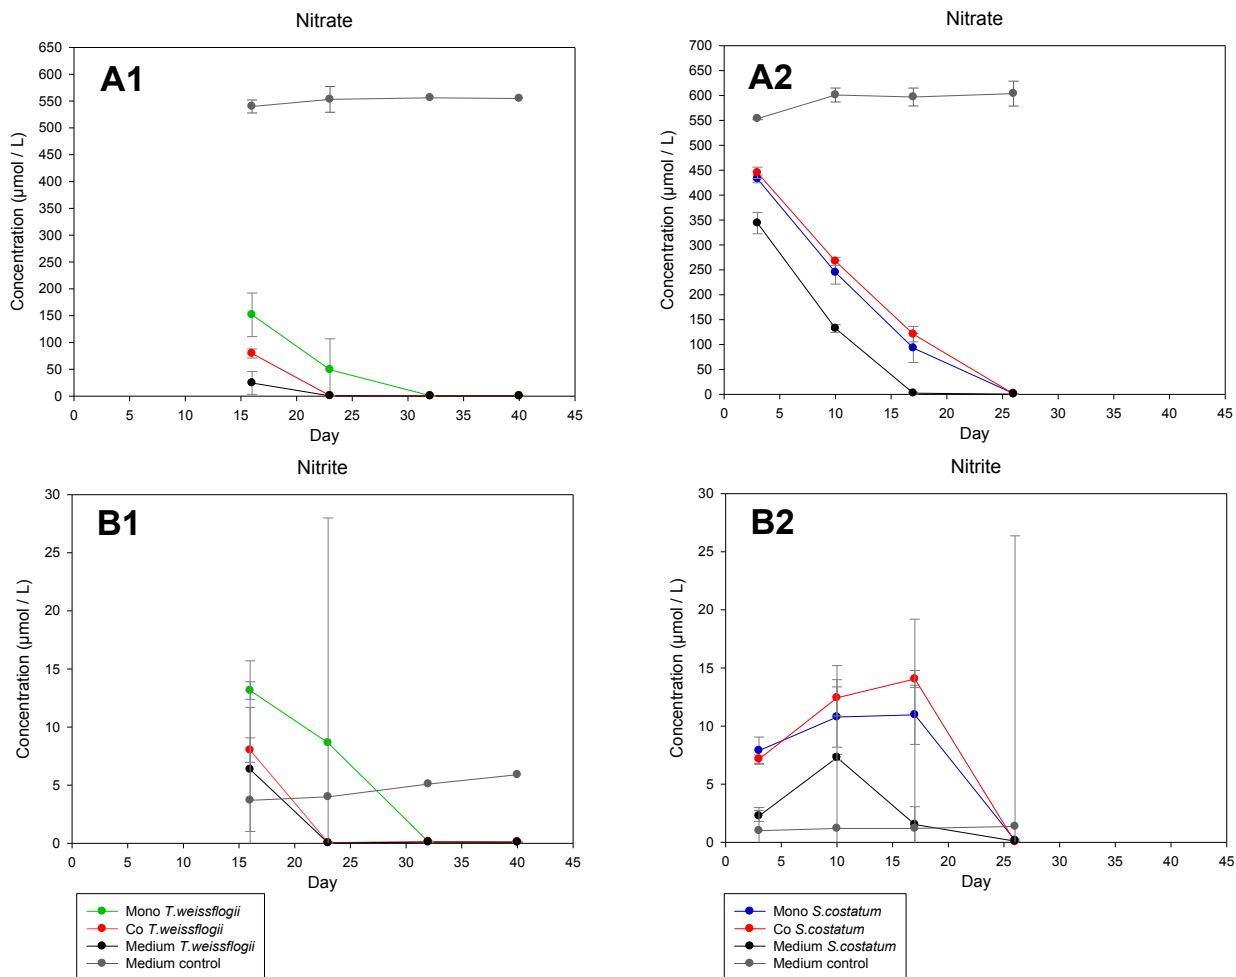 Nitrate
A1
650
600
550
500
450
400
350
300
250
200
150
100
50
0
Concentration (µmol / L)
0 5 10 15 20 25 30 35 40 45
Day
Nitrate
A2
700
650
600
550
500
450
400
350
300
250
200
150
100
50
0
Concentration (µmol / L)
0 5 10 15 20 25 30 35 40 45
Day
Nitrite
B1
30
25
20
15
10
5
0
Concentration (µmol / L)
0 5 10 15 20 25 30 35 40 45
Day
Nitrite
B2
30
25
20
15
10
5
0
Concentration (µmol / L)
0 5 10 15 20 25 30 35 40 45
Day
Mono T.weissflogii
Co T.weissflogii
Medium T.weissflogii
Medium control
Mono S.costatum
Co S.costatum
Medium S.costatum
Medium control